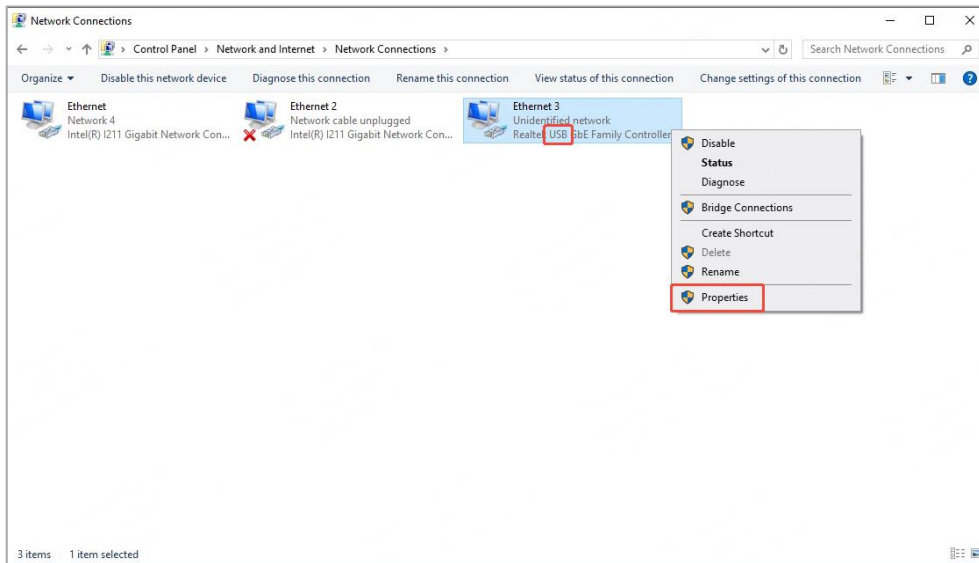 Network Connections
Control Panel > Network and Internet > Network Connections >
Search Network Connections
Organize Disable this network device Diagnose this connection Rename this connection View status of this connection Change settings of this connection
Ethernet
Network 4
Intel(R) I211 Gigabit Network Con...
Ethernet 2
Network cable unplugged
Intel(R) I211 Gigabit Network Con...
Ethernet 3
Unidentified network
Realtek USB GbE Family Controller
Disable
Status
Diagnose
Bridge Connections
Create Shortcut
Delete
Rename
Properties
3 items 1 item selected